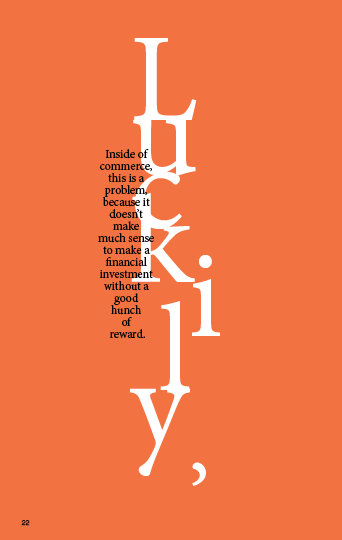 Luckily,
Inside of
commerce,
this is a
problem,
because it
doesn't
make
much sense
to make a
financial
investment
without a
good
hunch
of
reward.
22